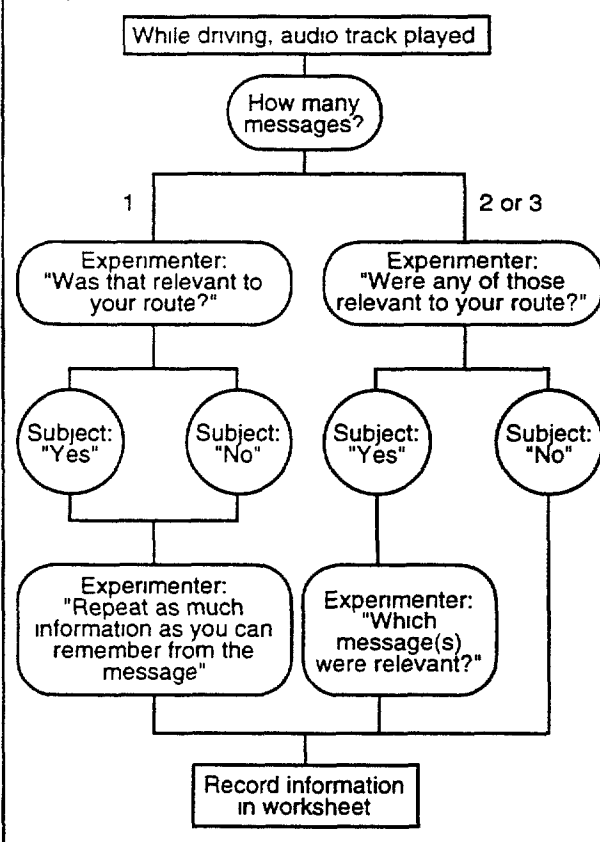 While driving, audio track played
How many
messages?
1
2 or 3
Experimenter:
"Was that relevant to
your route?"
Experimenter:
"Were any of those
relevant to your route?"
Subject:
"Yes"
Subject:
"No"
Subject:
"Yes"
Subject:
"No"
Experimenter:
"Repeat as much
information as you can
remember from the
message"
Experimenter:
"Which
message(s)
were relevant?"
Record information
in worksheet